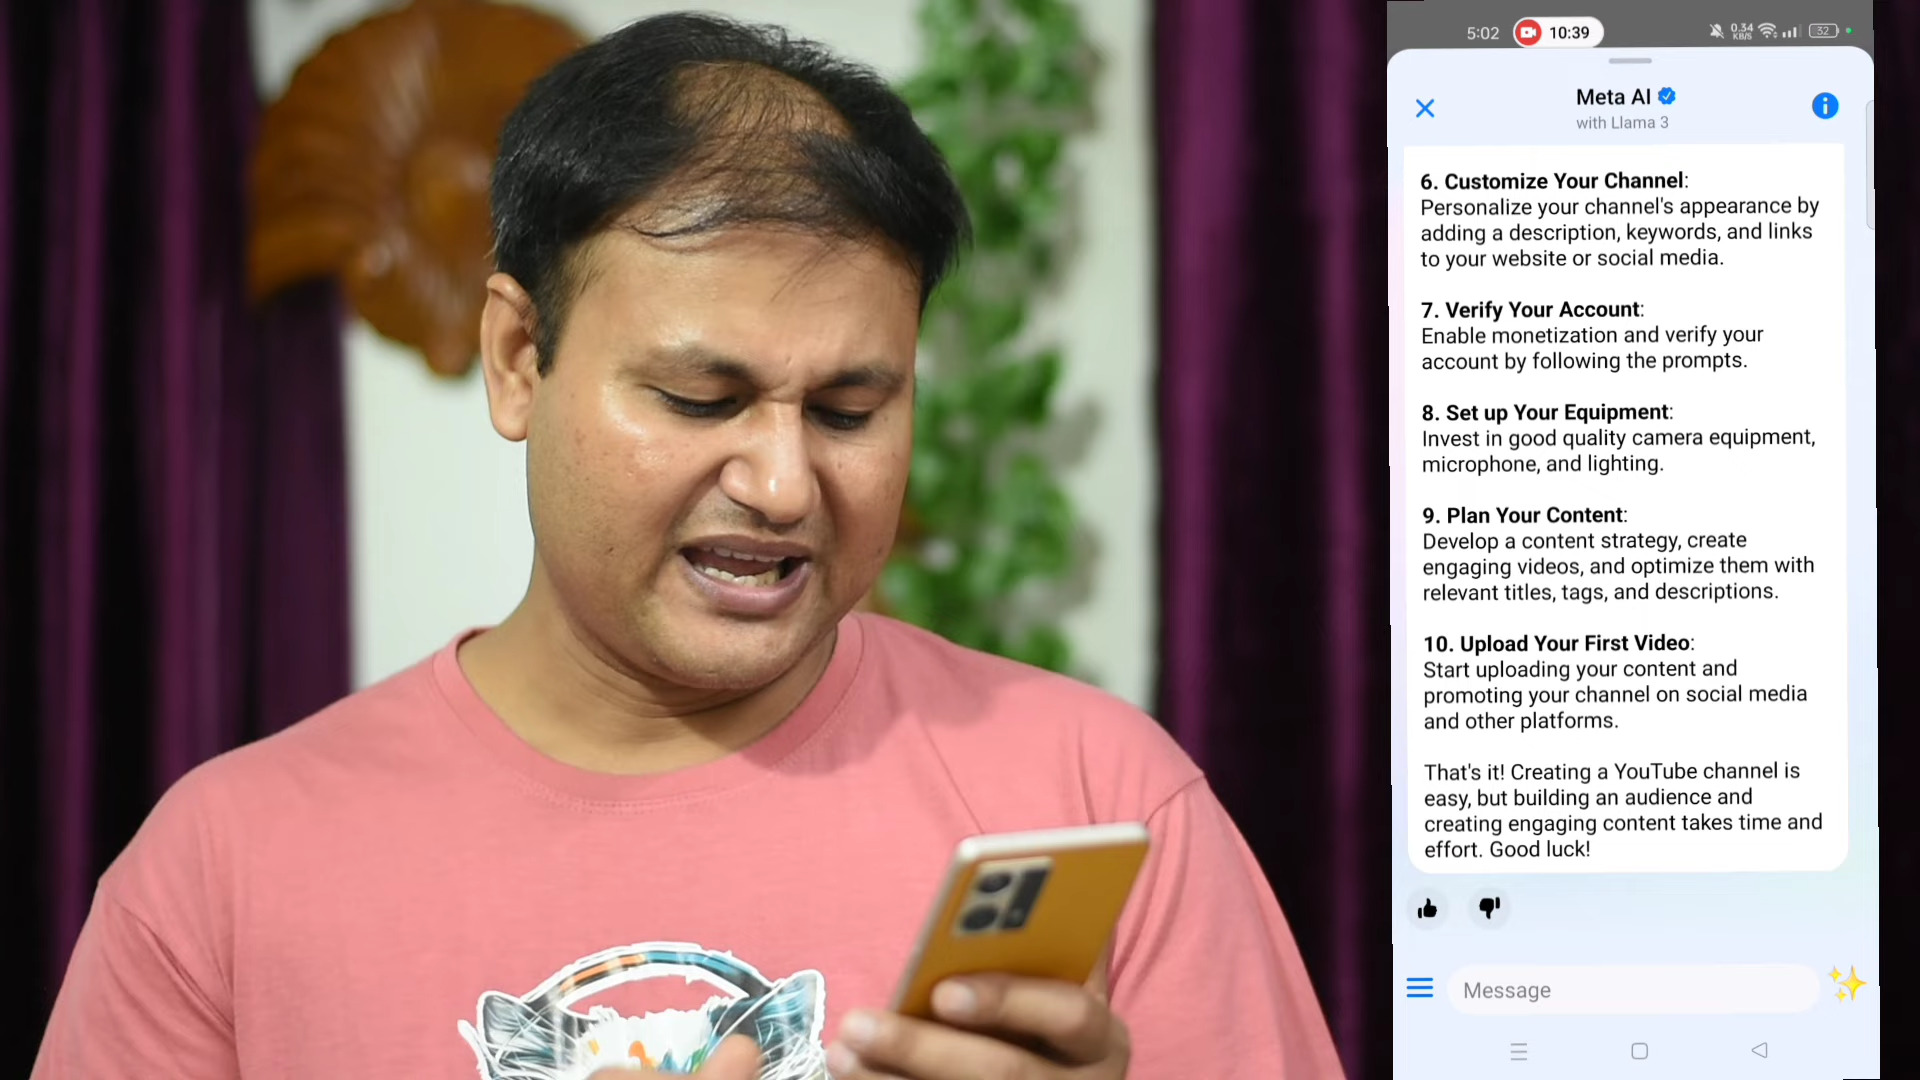 5:02
10:39
0.34
KB/S
32
Meta AI
with Llama 3
6. Customize Your Channel:
Personalize your channel's appearance by
adding a description, keywords, and links
to your website or social media.
7. Verify Your Account:
Enable monetization and verify your
account by following the prompts.
8. Set up Your Equipment:
Invest in good quality camera equipment,
microphone, and lighting.
9. Plan Your Content:
Develop a content strategy, create
engaging videos, and optimize them with
relevant titles, tags, and descriptions.
10. Upload Your First Video:
Start uploading your content and
promoting your channel on social media
and other platforms.
That's it! Creating a YouTube channel is
easy, but building an audience and
creating engaging content takes time and
effort. Good luck!
Message